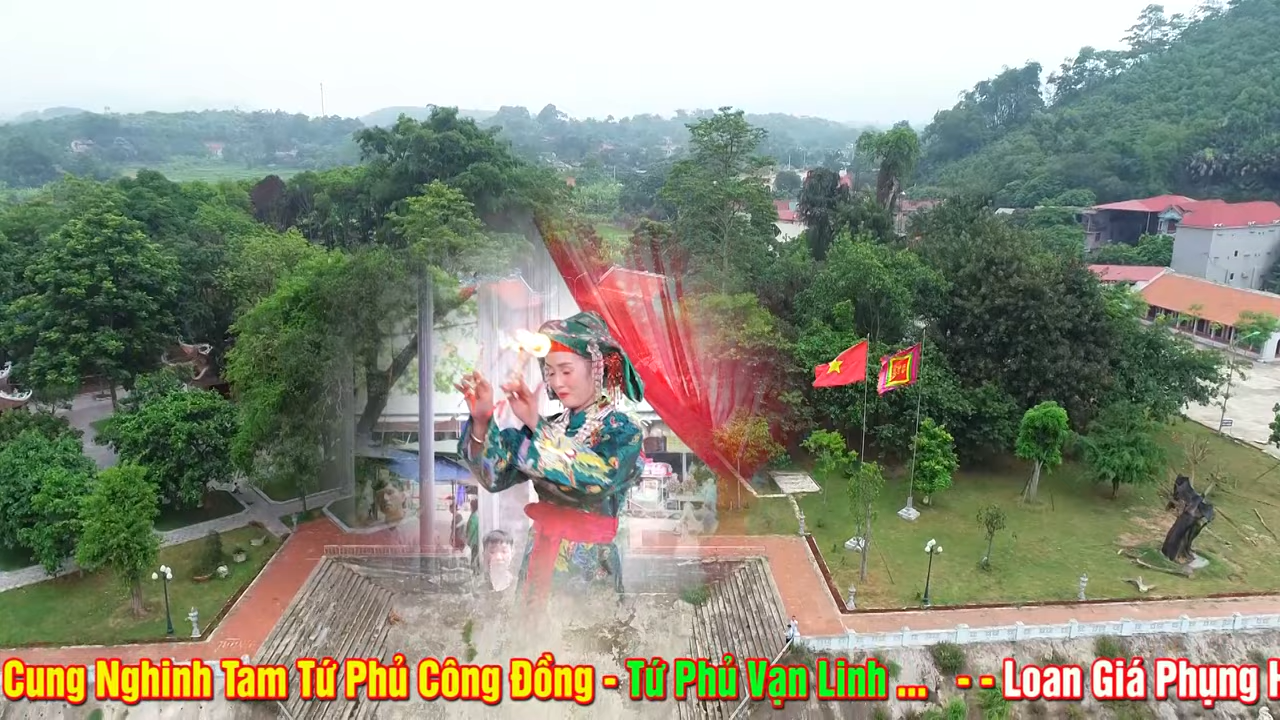 Cung Nghinh Tam Tứ Phủ Công Đồng - Tứ Phủ Vạn Linh ... - - Loan Giá Phụng